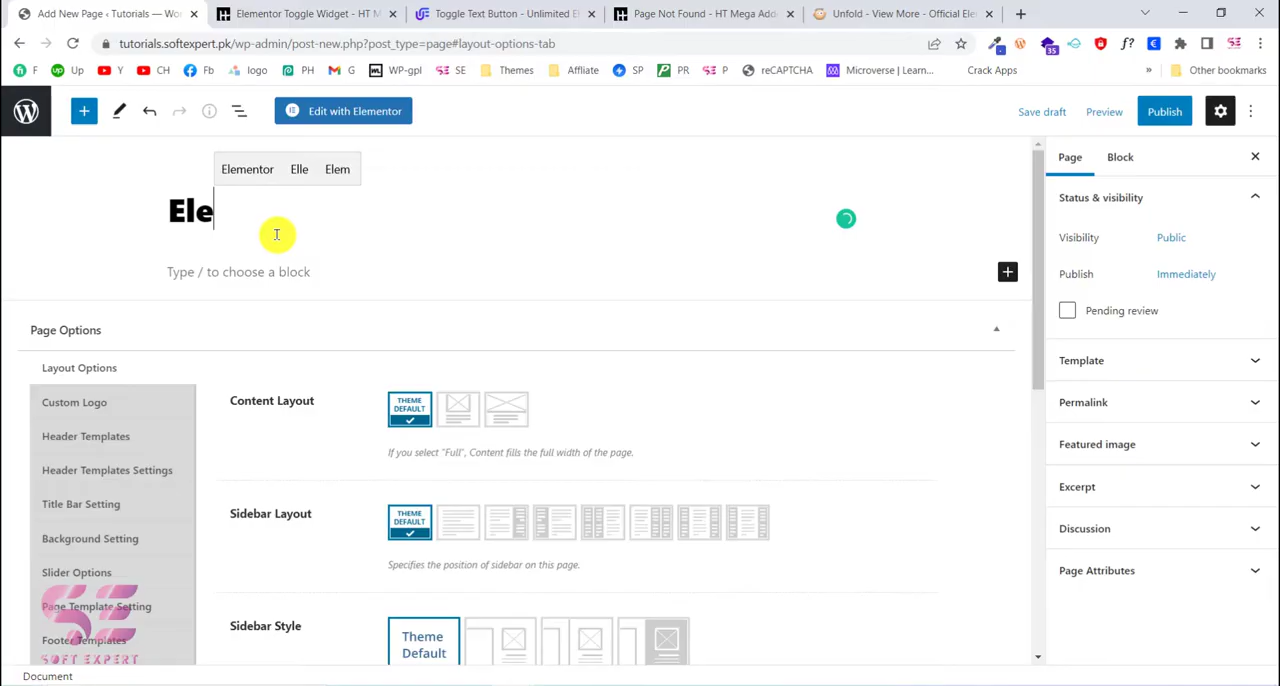 Add New Page ‹ Tutorials — Wo
Elementor Toggle Widget - HT M
Toggle Text Button - Unlimited El
Page Not Found - HT Mega Add
Unfold - View More - Official Ele
tutorials.softexpert.pk/wp-admin/post-new.php?post_type=page#layout-options-tab
35
F Up Y CH Fb logo PH G WP-gpl SE Themes Affliate SP PR P reCAPTCHA Microverse | Learn... Crack Apps » Other bookmarks
Edit with Elementor
Save draft Preview Publish
Elementor Elle Elem
Ele
Type / to choose a block
Page Options
Layout Options
Custom Logo
Header Templates
Header Templates Settings
Title Bar Setting
Background Setting
Slider Options
Page Template Setting
Footer Templates
SOFT EXPERT
Content Layout
THEME
DEFAULT
If you select "Full", Content fills the full width of the page.
Sidebar Layout
THEME
DEFAULT
Specifies the position of sidebar on this page.
Sidebar Style
Theme
Default
Page Block
Status & visibility
Visibility Public
Publish Immediately
Pending review
Template
Permalink
Featured image
Excerpt
Discussion
Page Attributes
Document